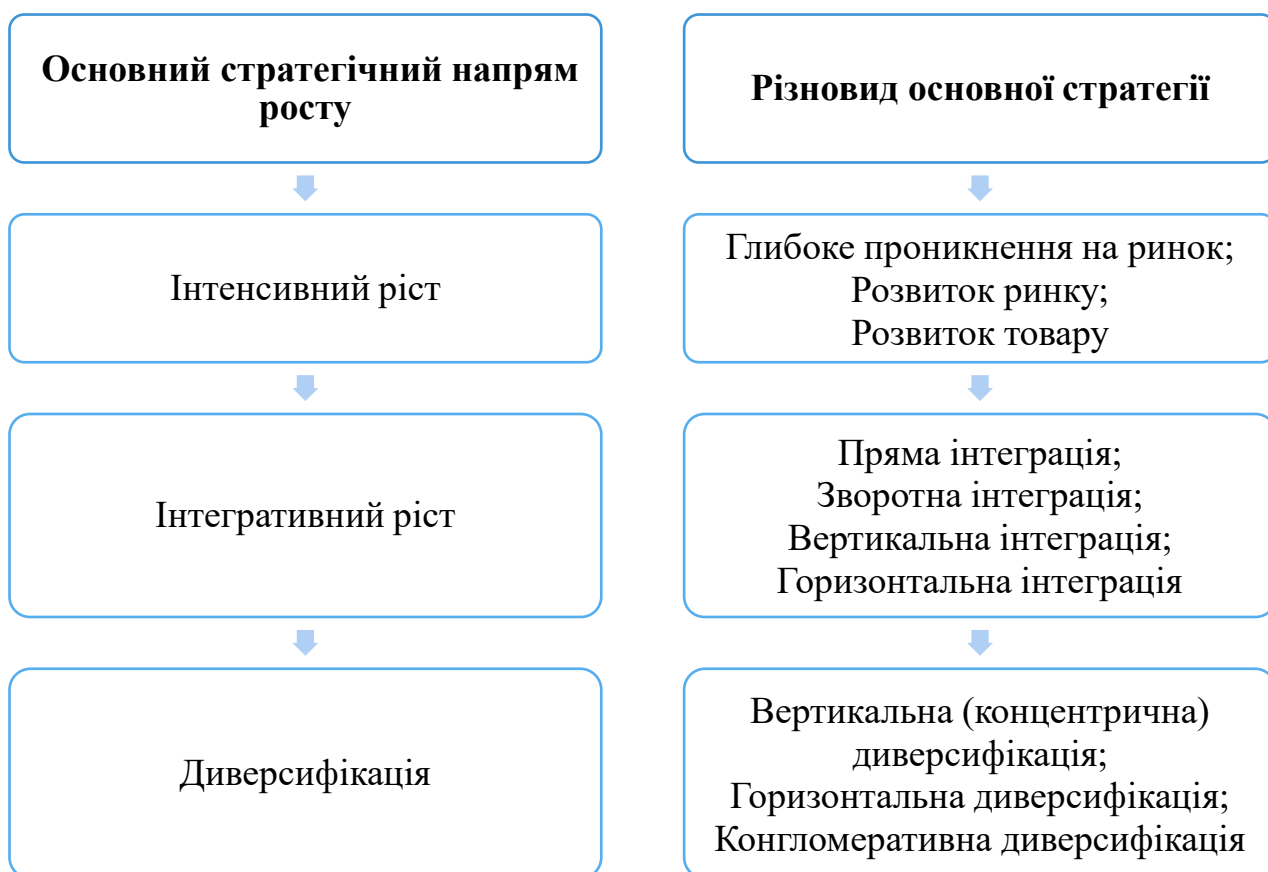 Основний стратегічний напрям
росту
Різновид основної стратегії
Інтенсивний ріст
Глибоке проникнення на ринок;
Розвиток ринку;
Розвиток товару
Інтегративний ріст
Пряма інтеграція;
Зворотна інтеграція;
Вертикальна інтеграція;
Горизонтальна інтеграція
Диверсифікація
Вертикальна (концентрична)
диверсифікація;
Горизонтальна диверсифікація;
Конгломеративна диверсифікація